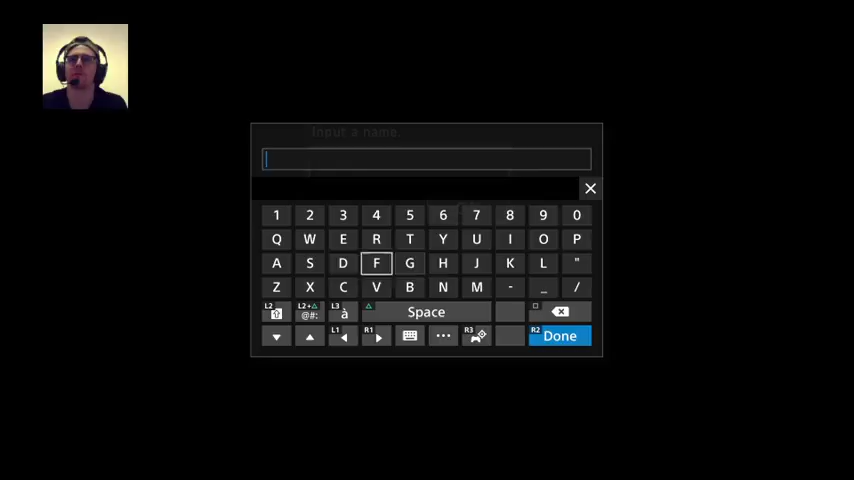 Input a name.
1 2 3 4 5 6 7 8 9 0
Q W E R T Y U I O P
A S D F G H J K L "
Z X C V B N M - _ /
L2 L2+△ @#: L3 à △ Space □
L1 R1 ... R3 R2 Done